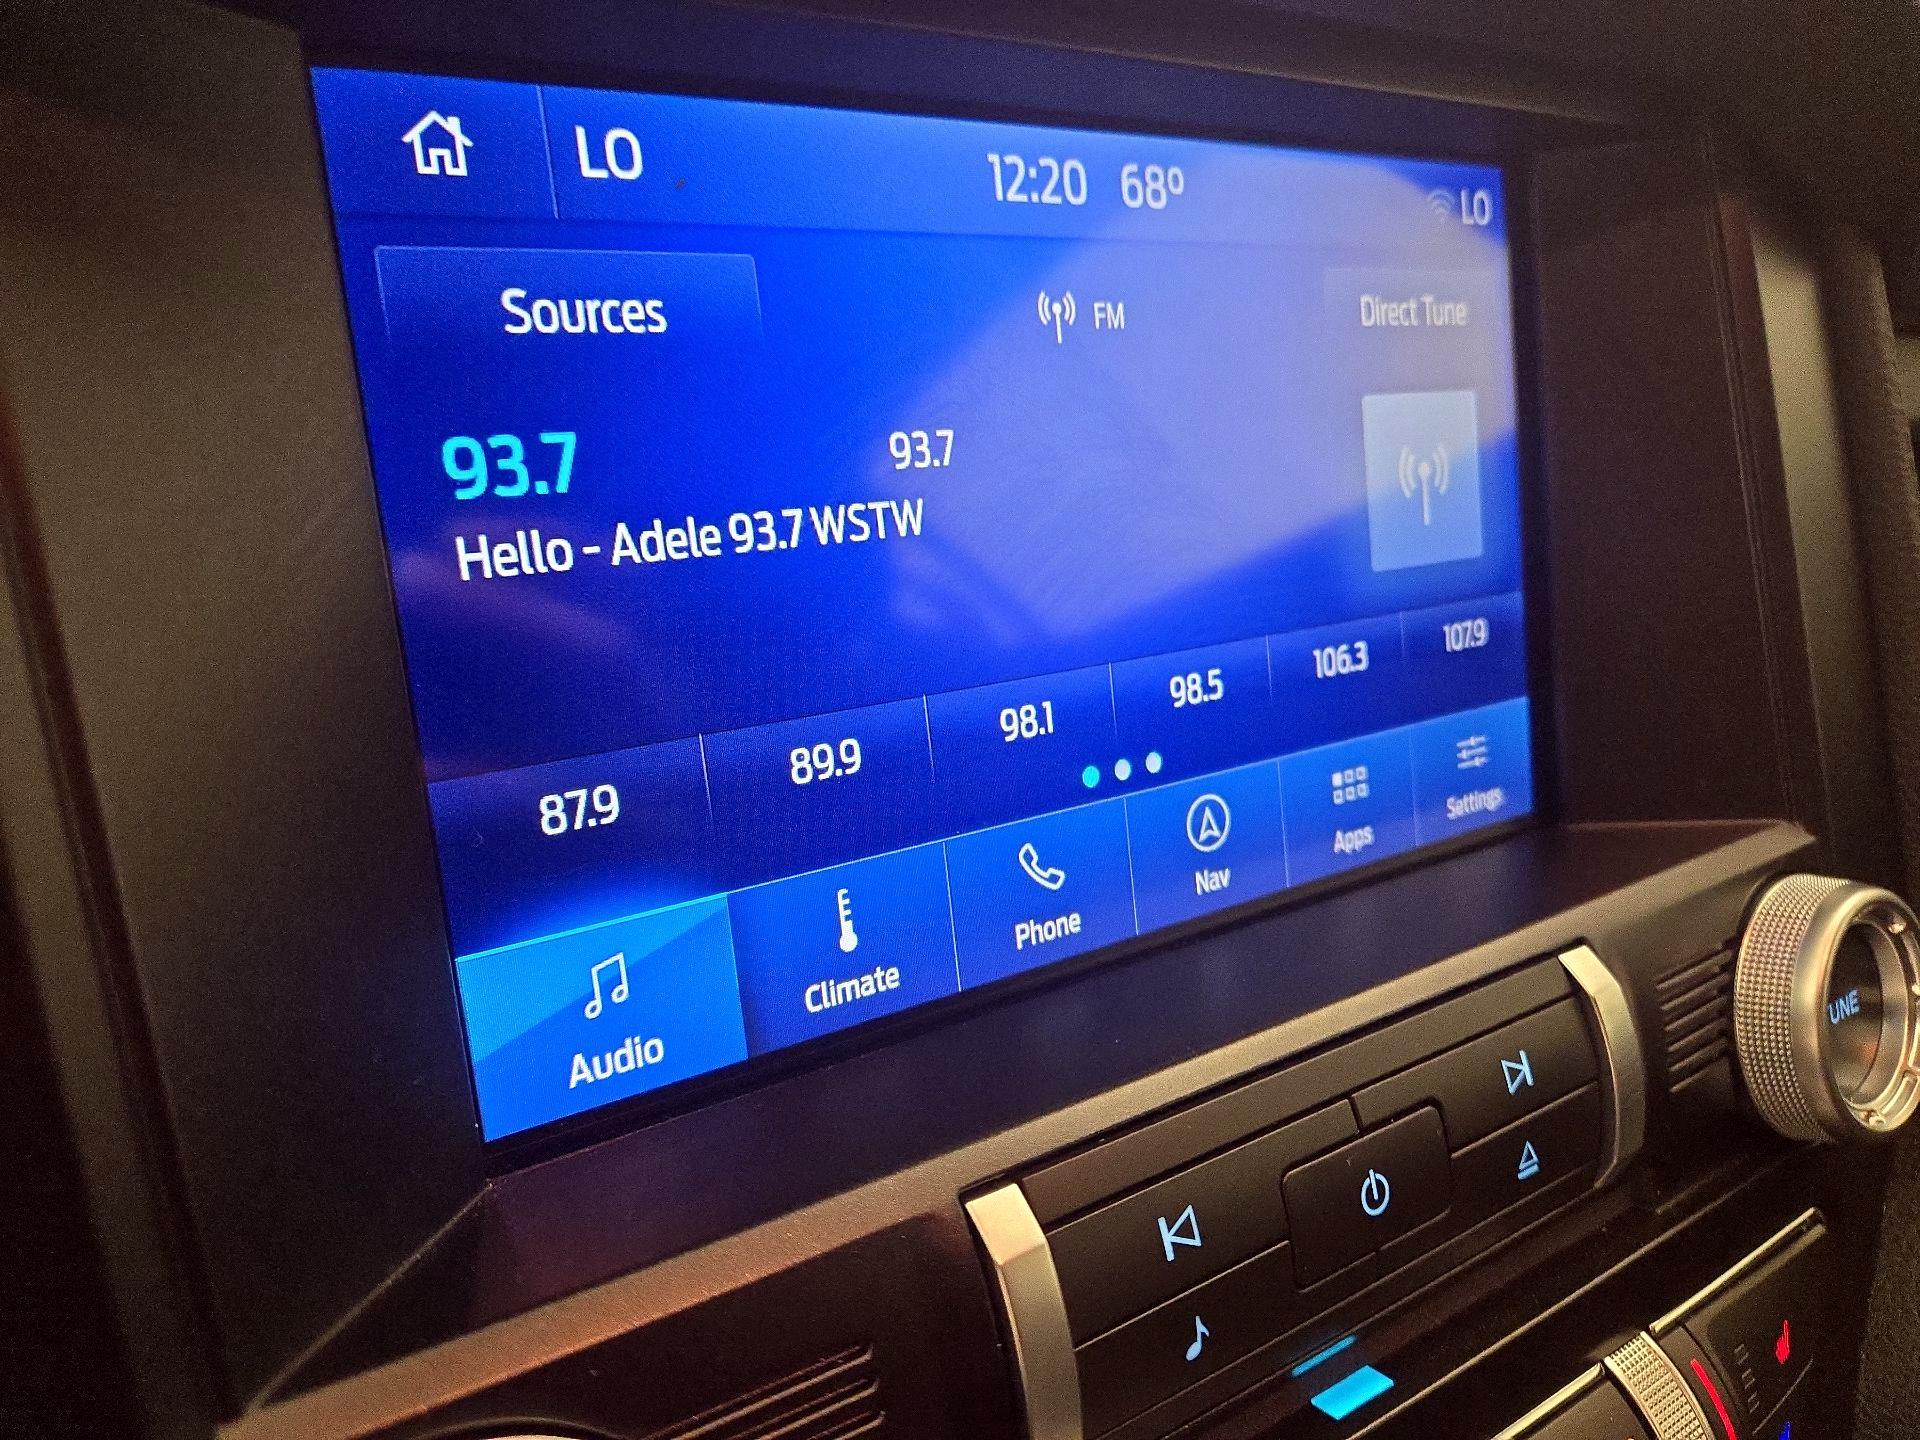 LO 12:20 68° LO
Sources FM Direct Tune
93.7 93.7
Hello - Adele 93.7 WSTW
87.9 89.9 98.1 98.5 106.3 107.9
Audio Climate Phone Nav Apps Settings
UNE